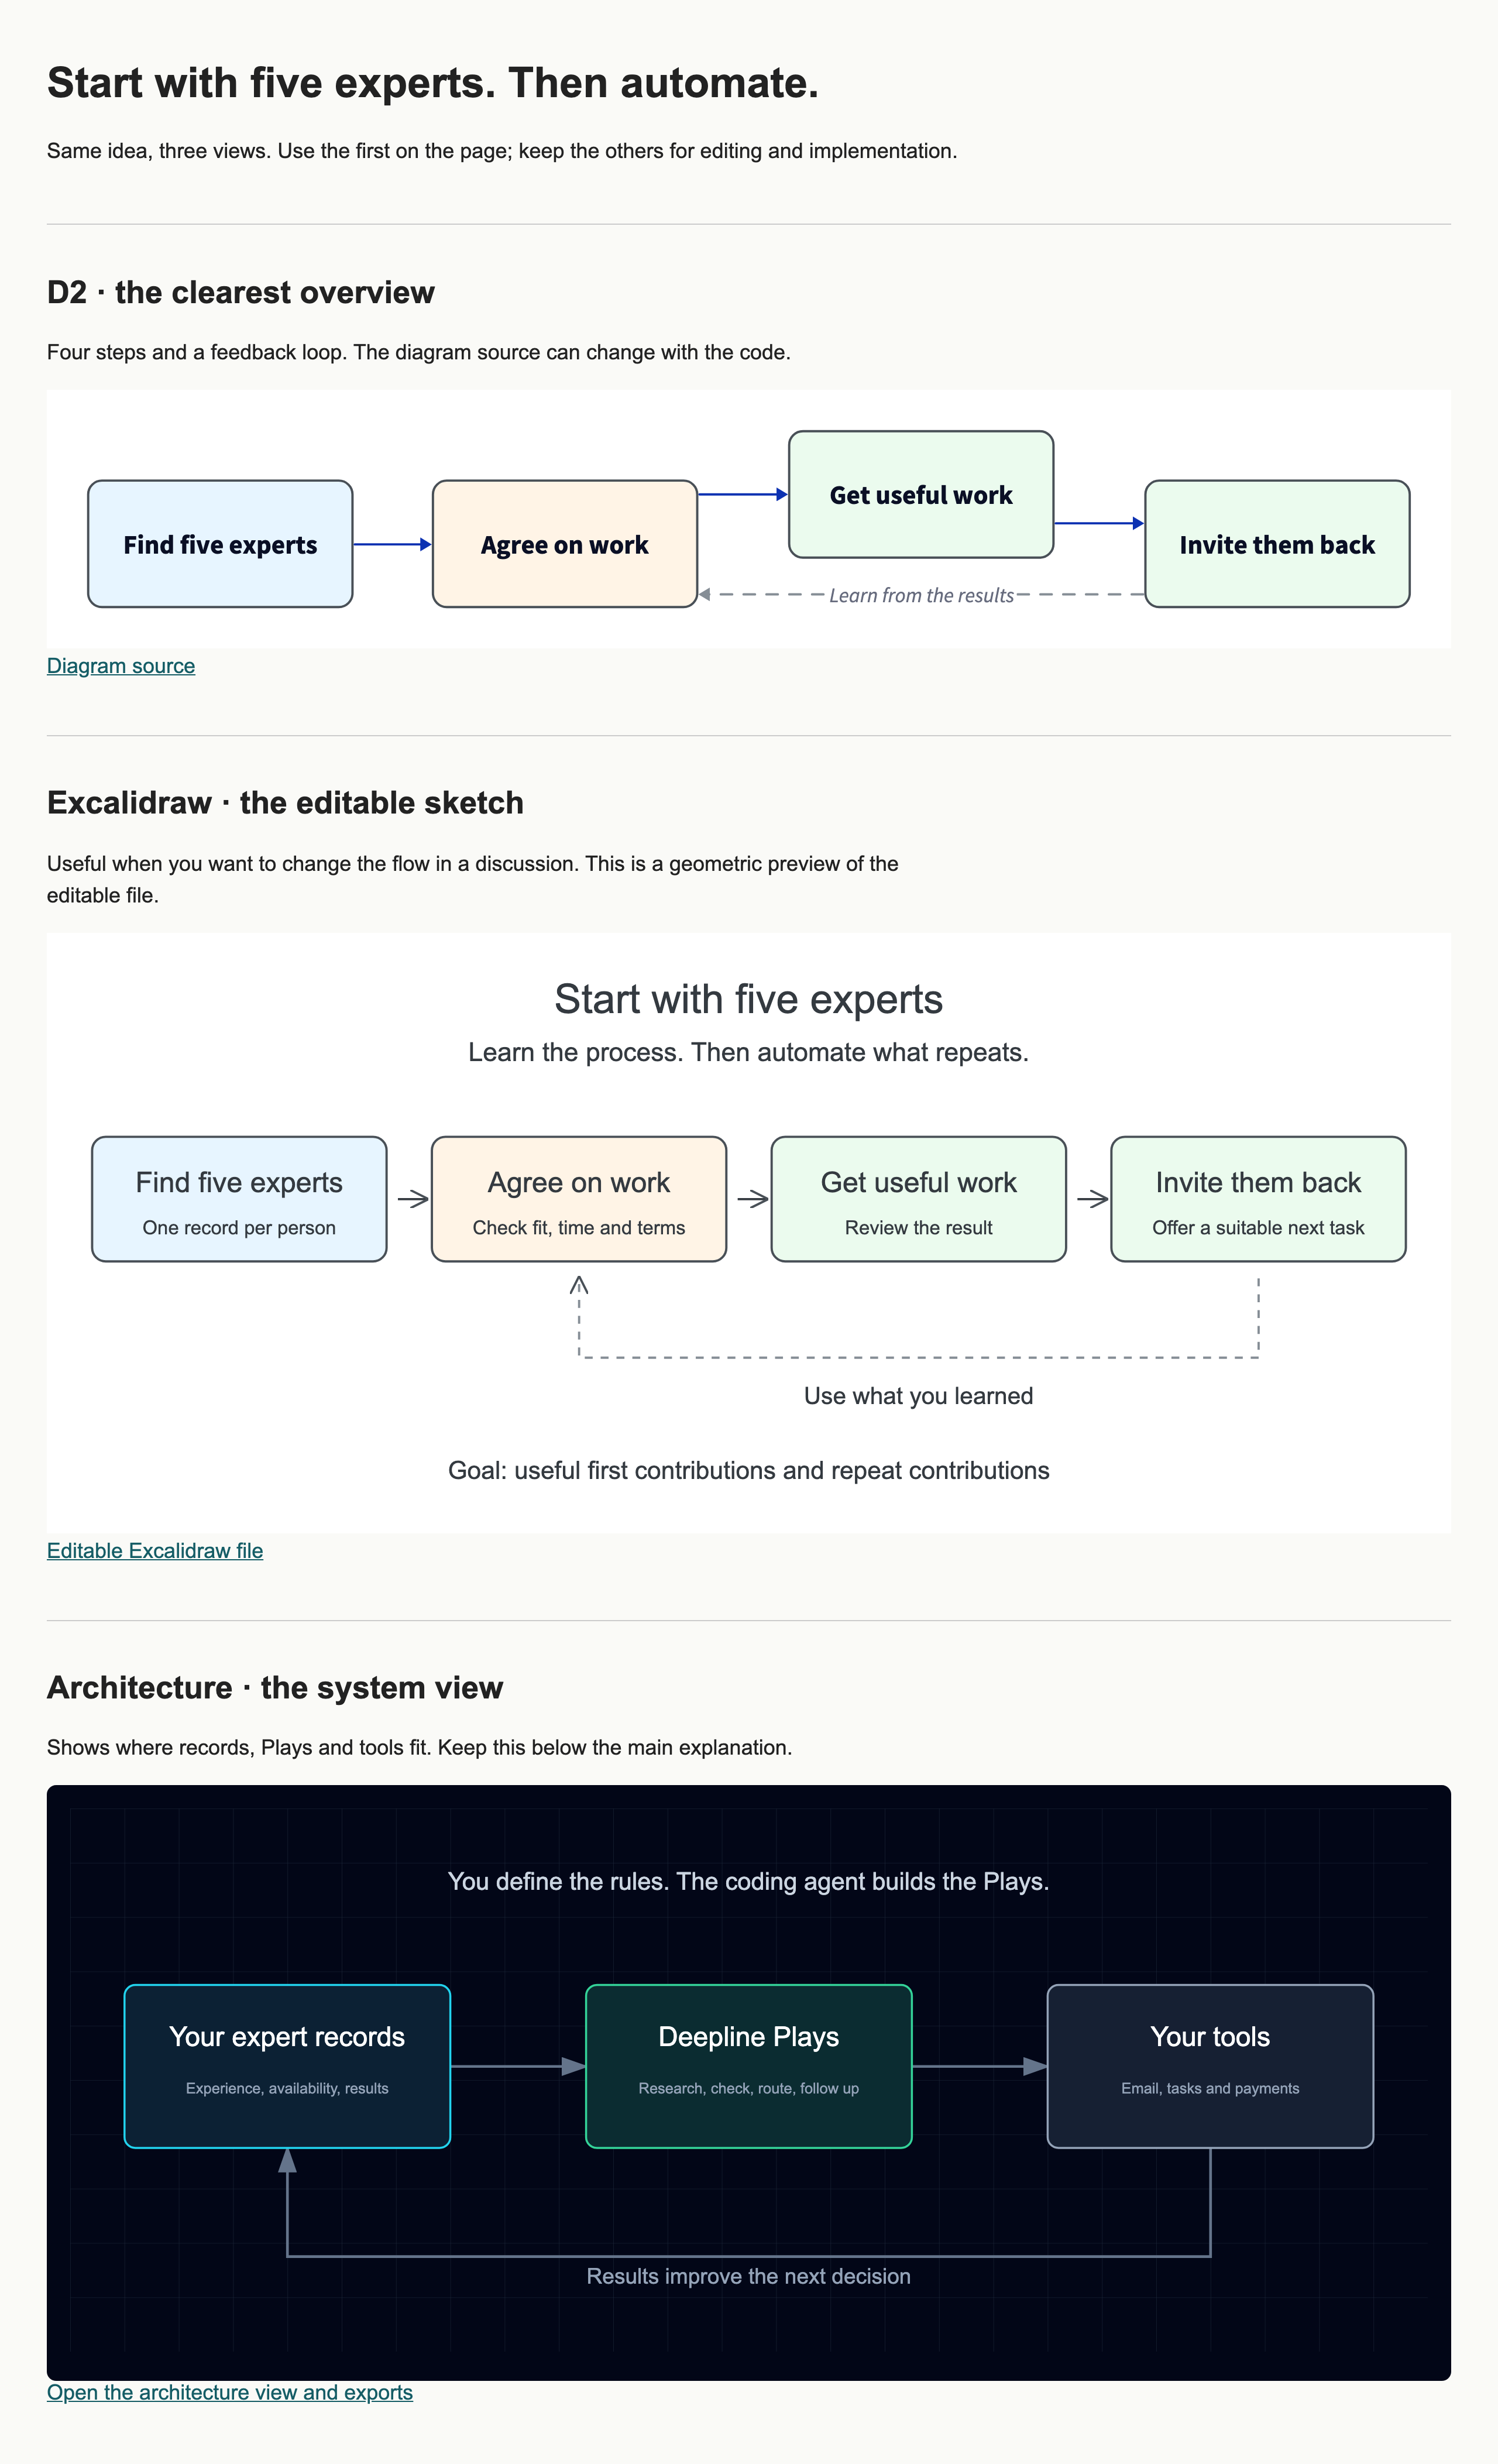 Start with five experts. Then automate.
Same idea, three views. Use the first on the page; keep the others for editing and implementation.
D2 · the clearest overview
Four steps and a feedback loop. The diagram source can change with the code.
Find five experts
Agree on work
Get useful work
Invite them back
Learn from the results
Diagram source
Excalidraw · the editable sketch
Useful when you want to change the flow in a discussion. This is a geometric preview of the
editable file.
Start with five experts
Learn the process. Then automate what repeats.
Find five experts
One record per person
Agree on work
Check fit, time and terms
Get useful work
Review the result
Invite them back
Offer a suitable next task
Use what you learned
Goal: useful first contributions and repeat contributions
Editable Excalidraw file
Architecture · the system view
Shows where records, Plays and tools fit. Keep this below the main explanation.
You define the rules. The coding agent builds the Plays.
Your expert records
Experience, availability, results
Deepline Plays
Research, check, route, follow up
Your tools
Email, tasks and payments
Results improve the next decision
Open the architecture view and exports